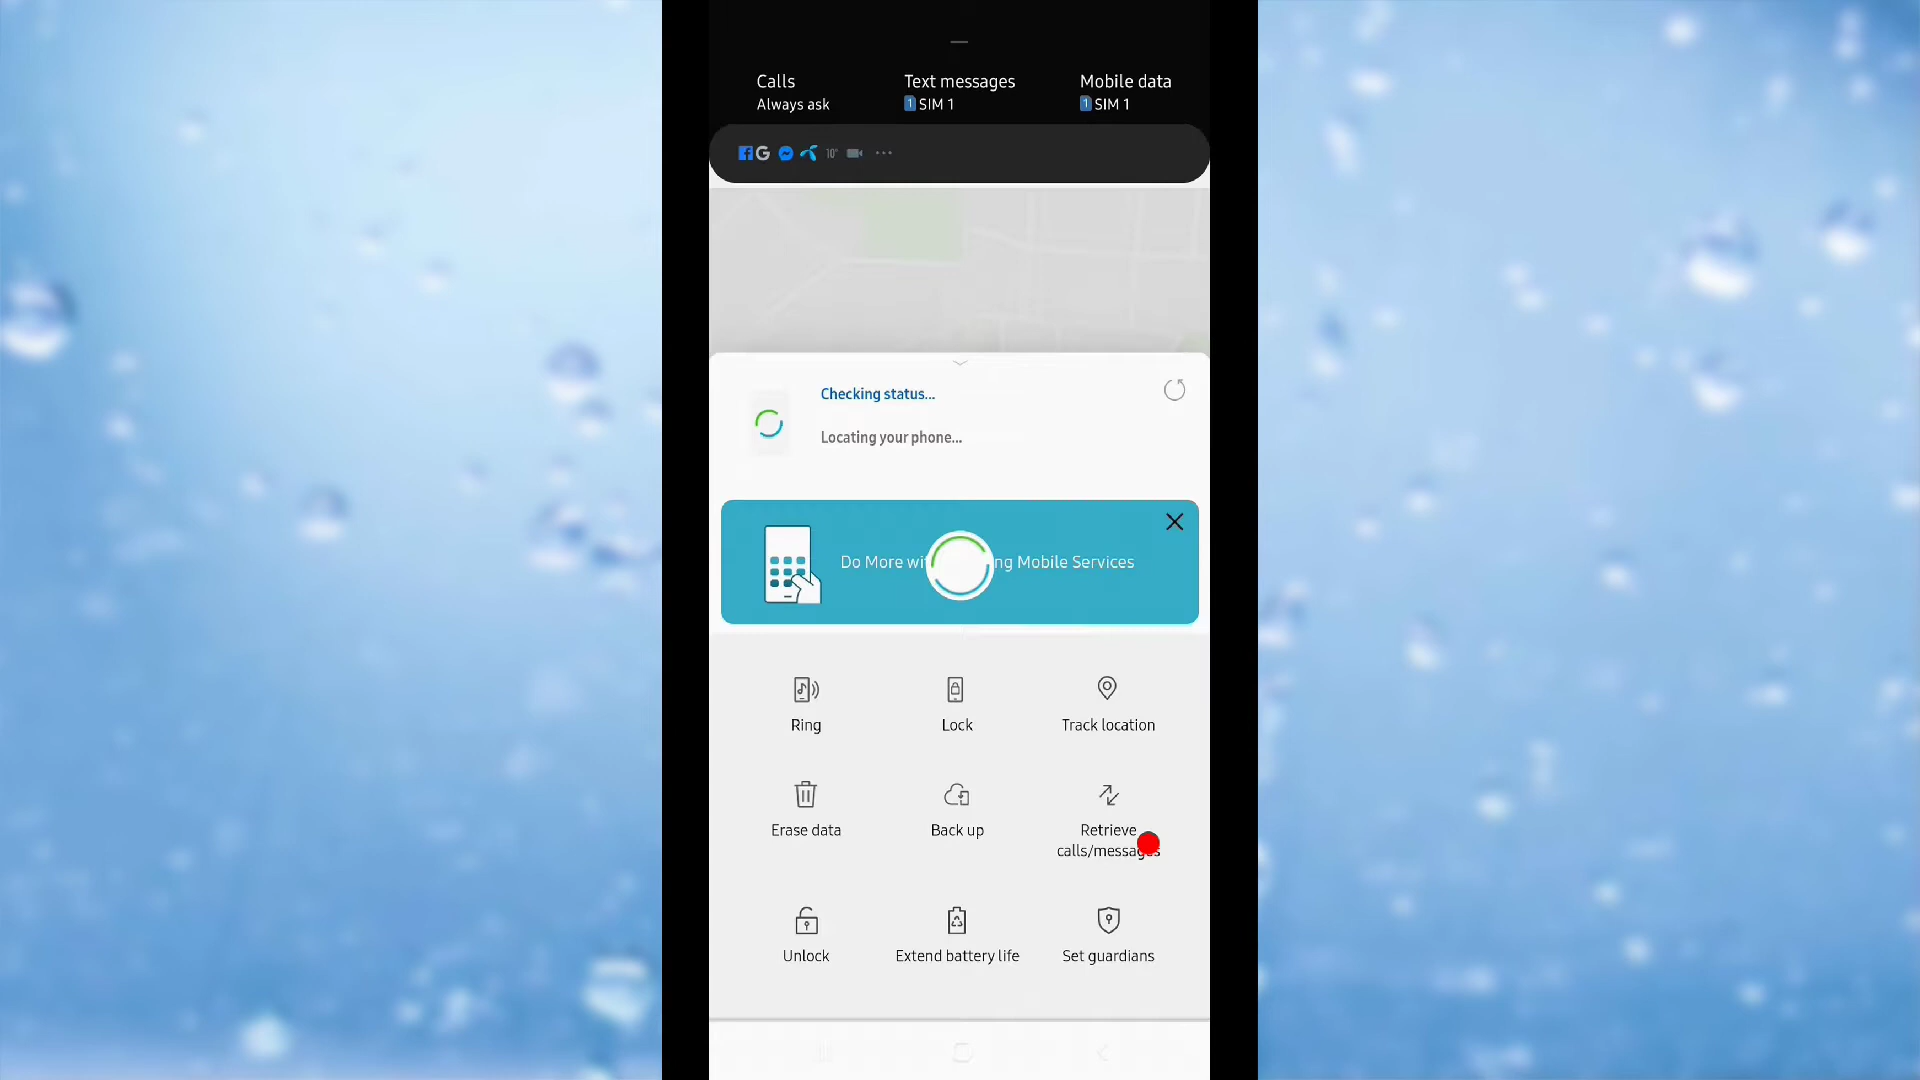 Calls
Text messages
Mobile data
Always ask
1 SIM 1
1 SIM 1
10°
Checking status...
Locating your phone...
Do More wi ng Mobile Services
Ring
Lock
Track location
Erase data
Back up
Retrieve
calls/messages
Unlock
Extend battery life
Set guardians